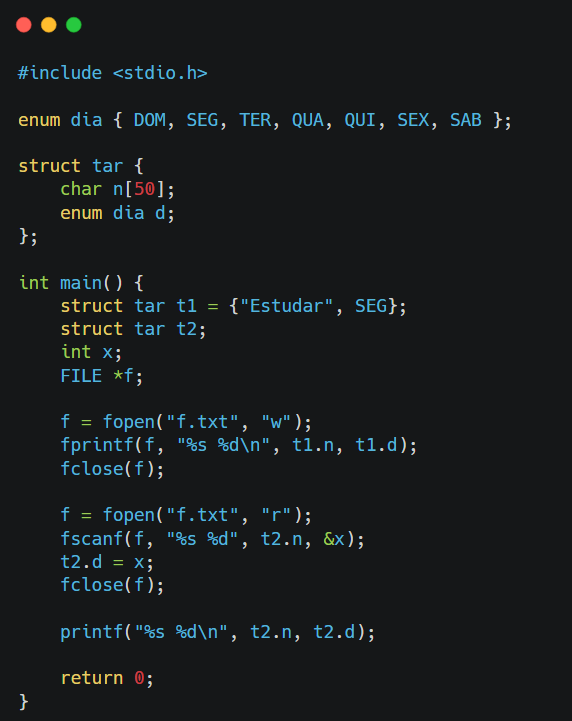 #include <stdio.h>

enum dia { DOM, SEG, TER, QUA, QUI, SEX, SAB };

struct tar {
    char n[50];
    enum dia d;
};

int main() {
    struct tar t1 = {"Estudar", SEG};
    struct tar t2;
    int x;
    FILE *f;

    f = fopen("f.txt", "w");
    fprintf(f, "%s %d\n", t1.n, t1.d);
    fclose(f);

    f = fopen("f.txt", "r");
    fscanf(f, "%s %d", t2.n, &x);
    t2.d = x;
    fclose(f);

    printf("%s %d\n", t2.n, t2.d);

    return 0;
}